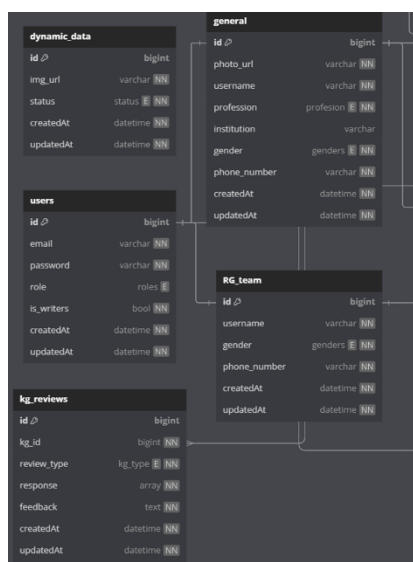 dynamic_data
id bigint
img_url varchar NN
status status E NN
createdAt datetime NN
updatedAt datetime NN
general
id bigint
photo_url varchar NN
username varchar NN
profession profesion E NN
institution varchar
gender genders E NN
phone_number varchar NN
createdAt datetime NN
updatedAt datetime NN
users
id bigint
email varchar NN
password varchar NN
role roles E
is_writers bool NN
createdAt datetime NN
updatedAt datetime NN
RG_team
id bigint
username varchar NN
gender genders E NN
phone_number varchar NN
createdAt datetime NN
updatedAt datetime NN
kg_reviews
id bigint
kg_id bigint NN
review_type kg_type E NN
response array NN
feedback text NN
createdAt datetime NN
updatedAt datetime NN